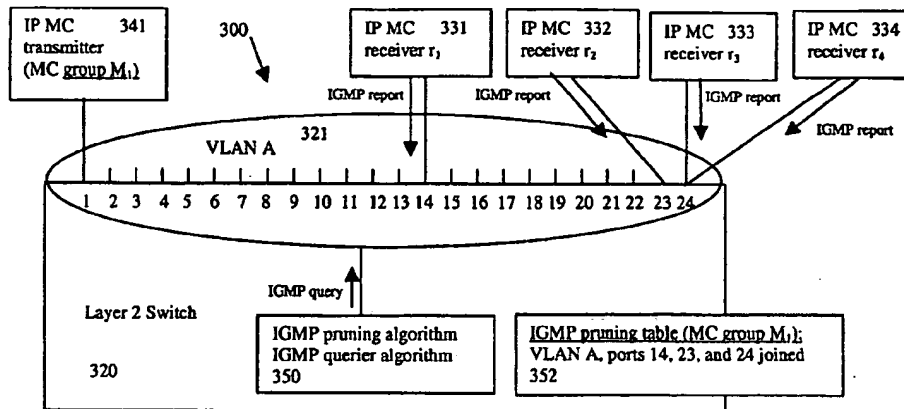 IP MC 341
transmitter
(MC group M₁)
300
IP MC 331
receiver r₁
IP MC 332
receiver r₂
IP MC 333
receiver r₃
IP MC 334
receiver r₄
IGMP report
IGMP report
IGMP report
IGMP report
321
VLAN A
1 2 3 4 5 6 7 8 9 10 11 12 13 14 15 16 17 18 19 20 21 22 23 24
IGMP query
Layer 2 Switch
320
IGMP pruning algorithm
IGMP querier algorithm
350
IGMP pruning table (MC group M₁):
VLAN A, ports 14, 23, and 24 joined
352